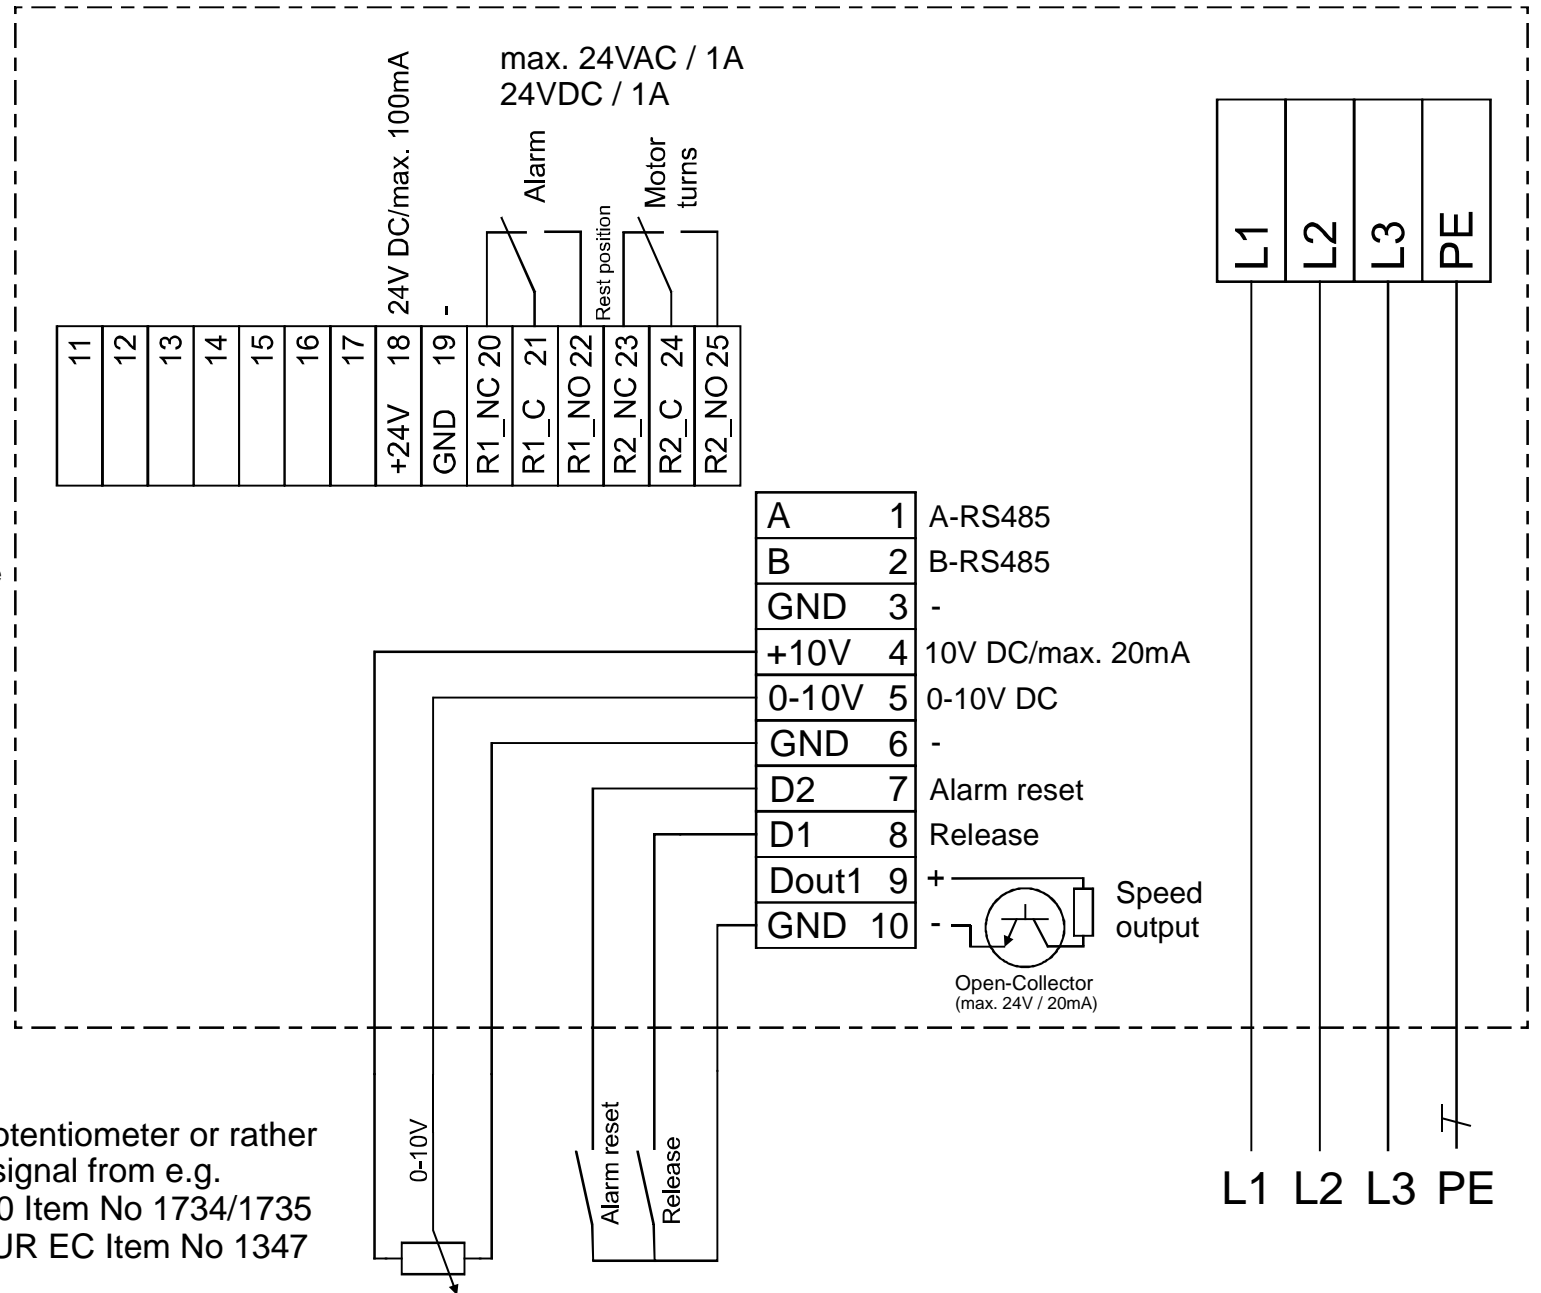 max. 24VAC / 1A
24VDC / 1A
24V DC/max. 100mA
-
Alarm
Rest position
Motor
turns
11
12
13
14
15
16
17
+24V 18
GND 19
R1_NC 20
R1_C 21
R1_NO 22
R2_NC 23
R2_C 24
R2_NO 25
L1
L2
L3
PE
A 1 A-RS485
B 2 B-RS485
GND 3 -
+10V 4 10V DC/max. 20mA
0-10V 5 0-10V DC
GND 6 -
D2 7 Alarm reset
D1 8 Release
Dout1 9 +
GND 10 -
Speed
output
Open-Collector
(max. 24V / 20mA)
0-10V
Alarm reset
Release
otentiometer or rather
signal from e.g.
0 Item No 1734/1735
UR EC Item No 1347
L1 L2 L3 PE